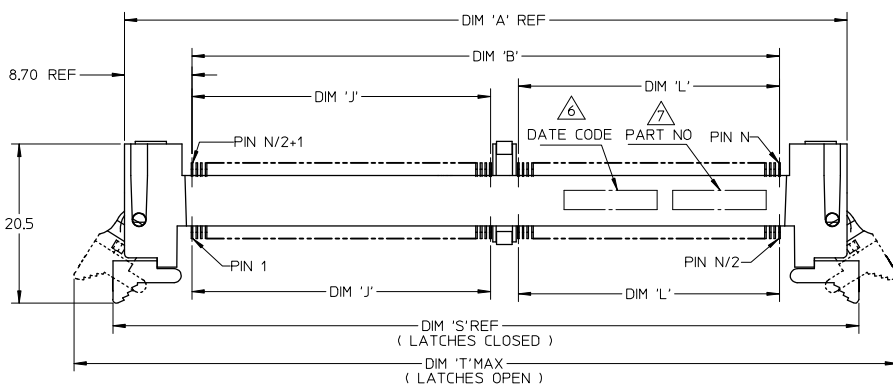 DIM 'A' REF
DIM 'B'
8.70 REF
DIM 'J'
DIM 'L'
6
7
DATE CODE
PART NO
PIN N/2+1
PIN N
20.5
PIN 1
PIN N/2
DIM 'J'
DIM 'L'
DIM 'S'REF
( LATCHES CLOSED )
DIM 'T'MAX
( LATCHES OPEN )